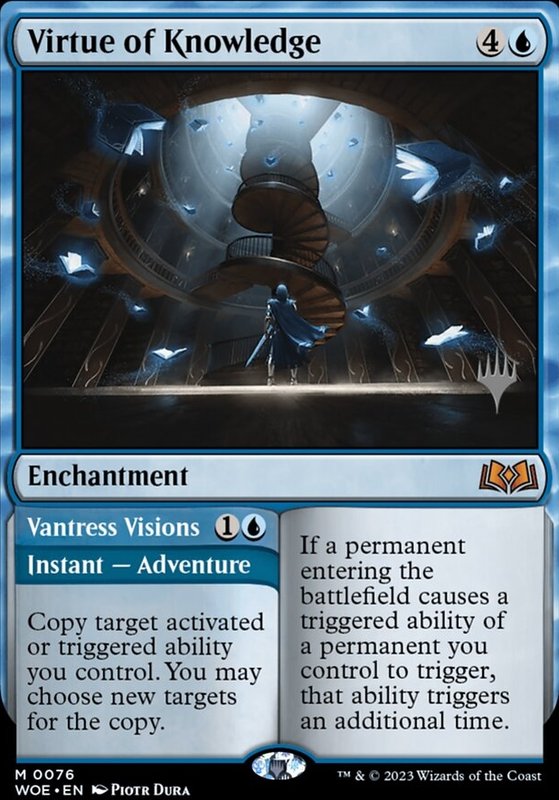 Virtue of Knowledge 4
Enchantment
Vantress Visions 1
Instant — Adventure
Copy target activated
or triggered ability
you control. You may
choose new targets
for the copy.
If a permanent
entering the
battlefield causes a
triggered ability of
a permanent you
control to trigger,
that ability triggers
an additional time.
M 0076
WOE • EN Piotr Dura
™ & © 2023 Wizards of the Coast